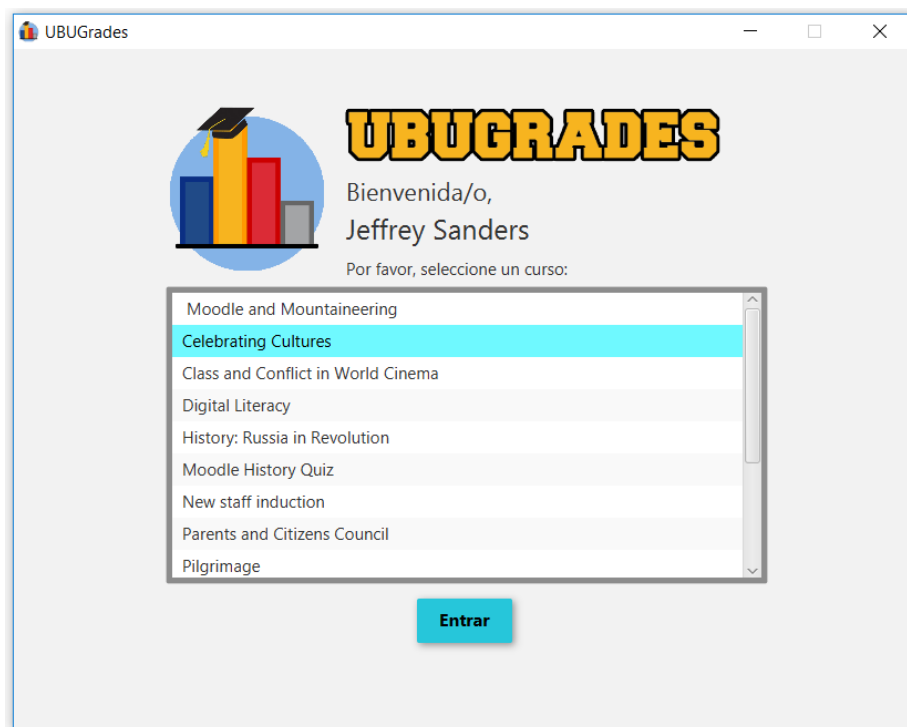 UBUGrades
UBUGRADES
Bienvenida/o,
Jeffrey Sanders
Por favor, seleccione un curso:
Moodle and Mountaineering
Celebrating Cultures
Class and Conflict in World Cinema
Digital Literacy
History: Russia in Revolution
Moodle History Quiz
New staff induction
Parents and Citizens Council
Pilgrimage
Entrar